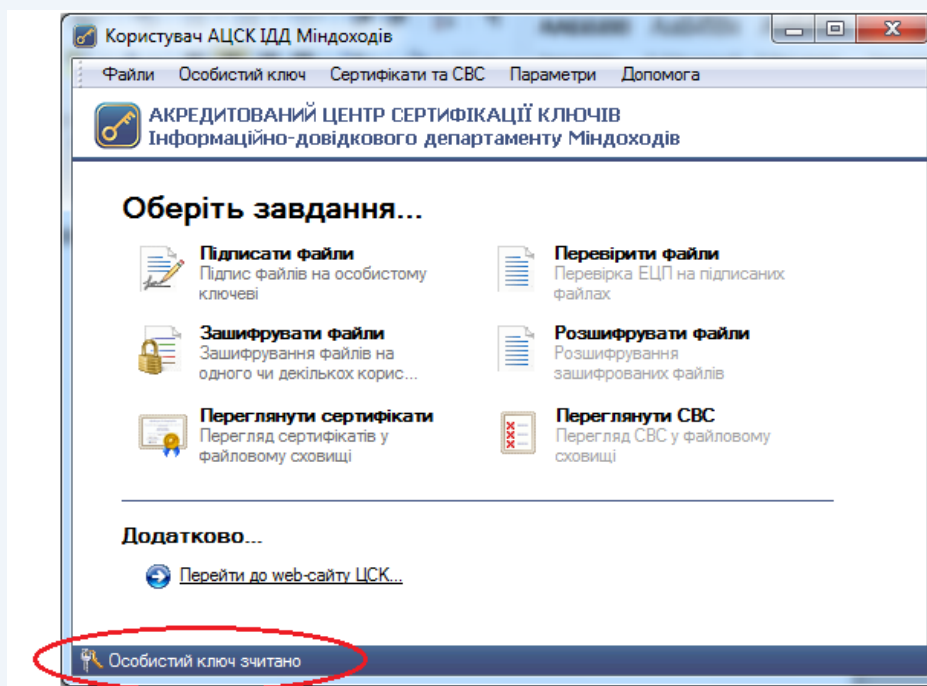 Користувач АЦСК ІДД Міндоходів
Файли Особистий ключ Сертифікати та СВС Параметри Допомога
АКРЕДИТОВАНИЙ ЦЕНТР СЕРТИФІКАЦІЇ КЛЮЧІВ
Інформаційно-довідкового департаменту Міндоходів
Оберіть завдання...
Підписати файли
Підпис файлів на особистому
ключеві
Перевірити файли
Перевірка ЕЦП на підписаних
файлах
Зашифрувати файли
Зашифрування файлів на
одного чи декількох корис...
Розшифрувати файли
Розшифрування
зашифрованих файлів
Переглянути сертифікати
Перегляд сертифікатів у
файловому сховищі
Переглянути СВС
Перегляд СВС у файловому
сховищі
Додатково...
Перейти до web-сайту ЦСК...
Особистий ключ зчитано